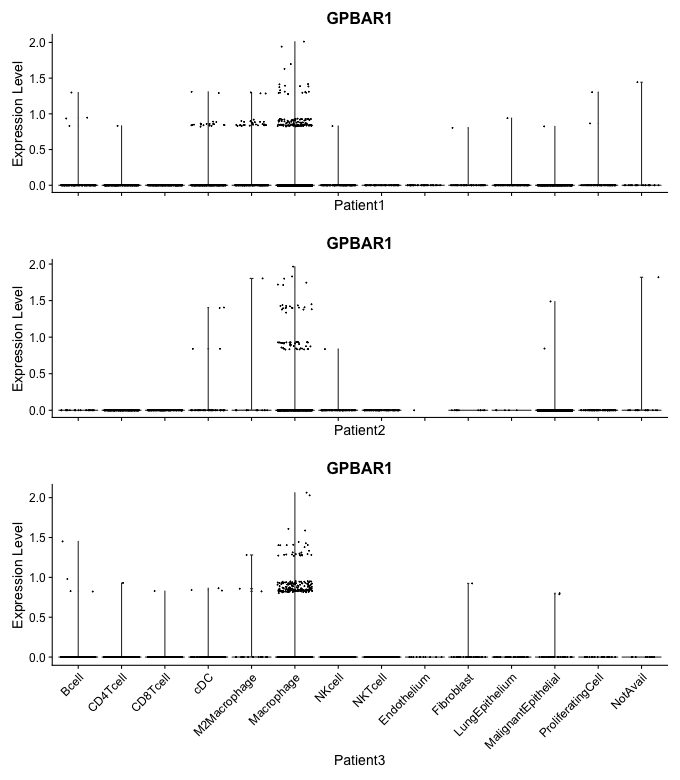 GPBAR1
Expression Level
2.0
1.5
1.0
0.5
0.0
Patient1
GPBAR1
Expression Level
2.0
1.5
1.0
0.5
0.0
Patient2
GPBAR1
Expression Level
2.0
1.5
1.0
0.5
0.0
Bcell
CD4Tcell
CD8Tcell
cDC
M2Macrophage
Macrophage
NKcell
NKTcell
Endothelium
Fibroblast
LungEpithelium
MalignantEpithelial
ProliferatingCell
NotAvail
Patient3